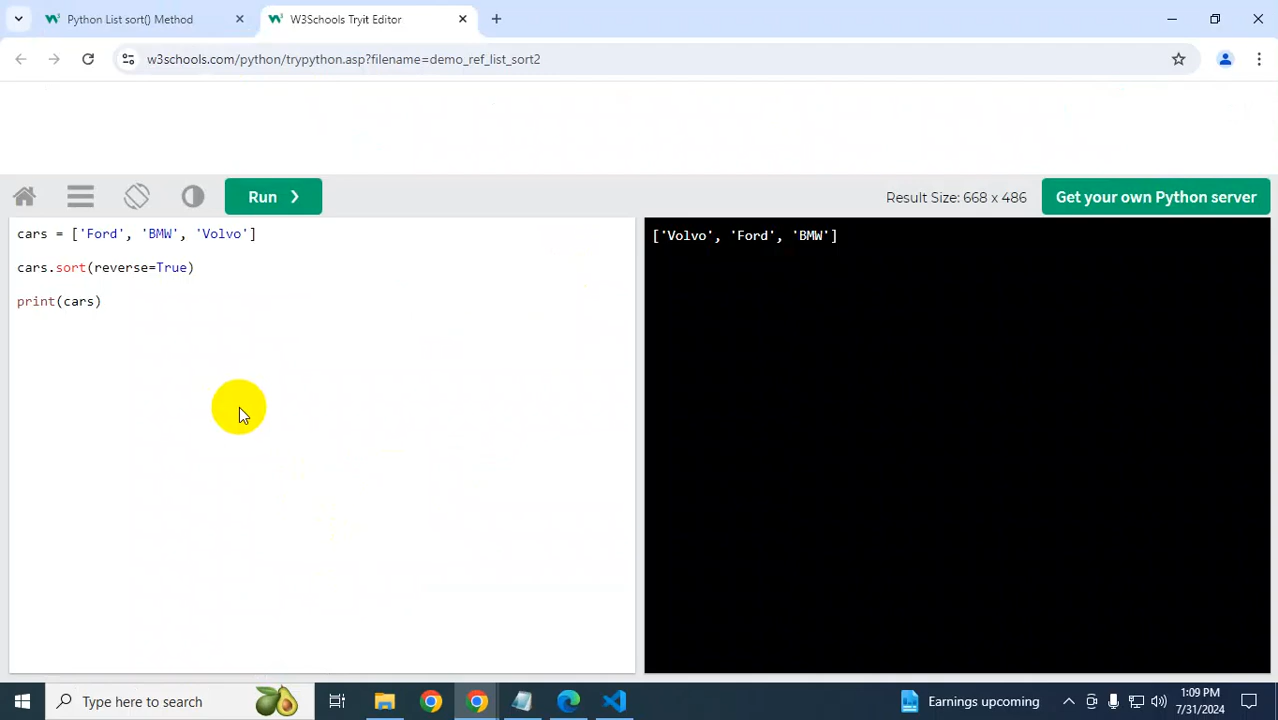 Python List sort() Method
W3Schools Tryit Editor
w3schools.com/python/trypython.asp?filename=demo_ref_list_sort2
Run ❯
Result Size: 668 x 486
Get your own Python server
cars = ['Ford', 'BMW', 'Volvo']
cars.sort(reverse=True)
print(cars)
['Volvo', 'Ford', 'BMW']
Type here to search
Earnings upcoming
1:09 PM
7/31/2024